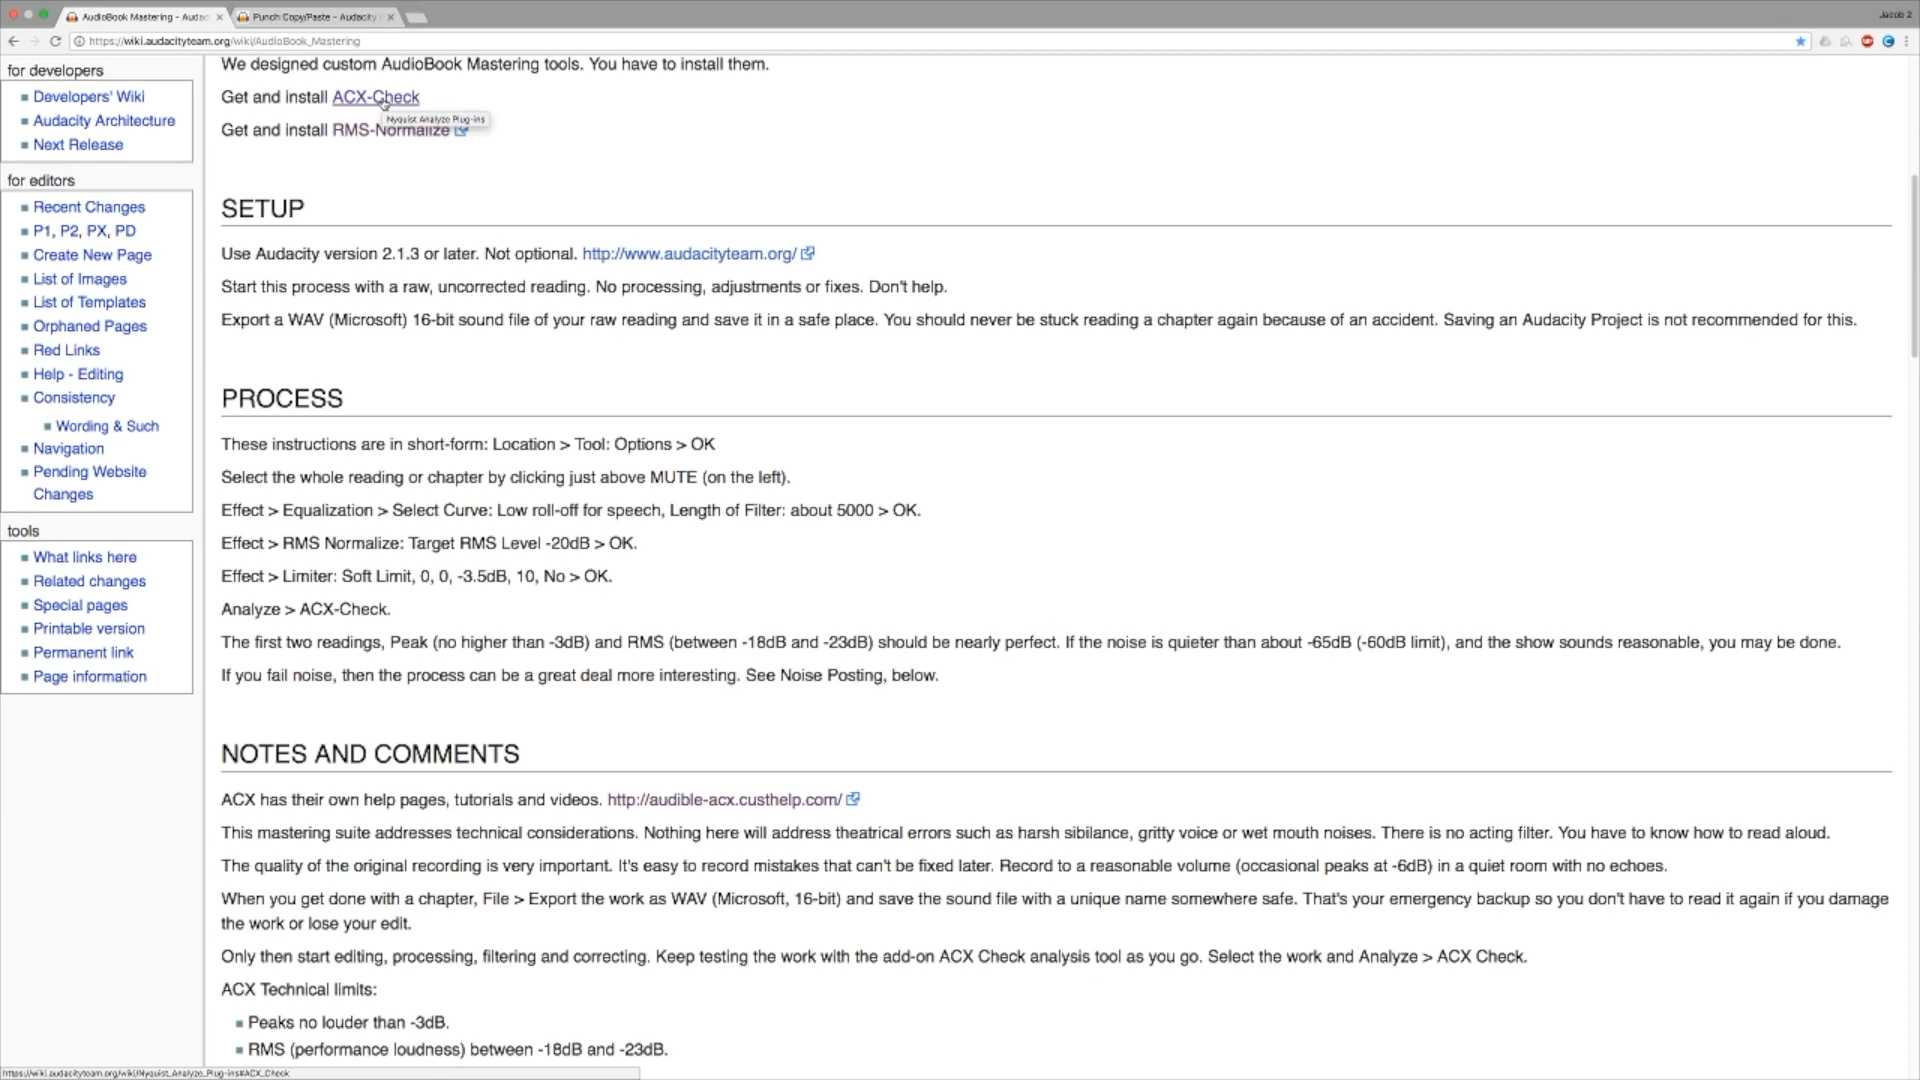 AudioBook Mastering - Audac
Punch Copy/Paste - Audacity F
Jacob 2
https://wiki.audacityteam.org/wiki/AudioBook_Mastering
for developers
Developers' Wiki
Audacity Architecture
Next Release
for editors
Recent Changes
P1, P2, PX, PD
Create New Page
List of Images
List of Templates
Orphaned Pages
Red Links
Help - Editing
Consistency
Wording & Such
Navigation
Pending Website
Changes
tools
What links here
Related changes
Special pages
Printable version
Permanent link
Page information
We designed custom AudioBook Mastering tools. You have to install them.
Get and install ACX-Check
Nyquist Analyze Plug-ins
Get and install RMS-Normalize
SETUP
Use Audacity version 2.1.3 or later. Not optional. http://www.audacityteam.org/
Start this process with a raw, uncorrected reading. No processing, adjustments or fixes. Don't help.
Export a WAV (Microsoft) 16-bit sound file of your raw reading and save it in a safe place. You should never be stuck reading a chapter again because of an accident. Saving an Audacity Project is not recommended for this.
PROCESS
These instructions are in short-form: Location > Tool: Options > OK
Select the whole reading or chapter by clicking just above MUTE (on the left).
Effect > Equalization > Select Curve: Low roll-off for speech, Length of Filter: about 5000 > OK.
Effect > RMS Normalize: Target RMS Level -20dB > OK.
Effect > Limiter: Soft Limit, 0, 0, -3.5dB, 10, No > OK.
Analyze > ACX-Check.
The first two readings, Peak (no higher than -3dB) and RMS (between -18dB and -23dB) should be nearly perfect. If the noise is quieter than about -65dB (-60dB limit), and the show sounds reasonable, you may be done.
If you fail noise, then the process can be a great deal more interesting. See Noise Posting, below.
NOTES AND COMMENTS
ACX has their own help pages, tutorials and videos. http://audible-acx.custhelp.com/
This mastering suite addresses technical considerations. Nothing here will address theatrical errors such as harsh sibilance, gritty voice or wet mouth noises. There is no acting filter. You have to know how to read aloud.
The quality of the original recording is very important. It's easy to record mistakes that can't be fixed later. Record to a reasonable volume (occasional peaks at -6dB) in a quiet room with no echoes.
When you get done with a chapter, File > Export the work as WAV (Microsoft, 16-bit) and save the sound file with a unique name somewhere safe. That's your emergency backup so you don't have to read it again if you damage
the work or lose your edit.
Only then start editing, processing, filtering and correcting. Keep testing the work with the add-on ACX Check analysis tool as you go. Select the work and Analyze > ACX Check.
ACX Technical limits:
Peaks no louder than -3dB.
RMS (performance loudness) between -18dB and -23dB.
https://wiki.audacityteam.org/wiki/Nyquist_Analyze_Plug-ins#ACX_Check